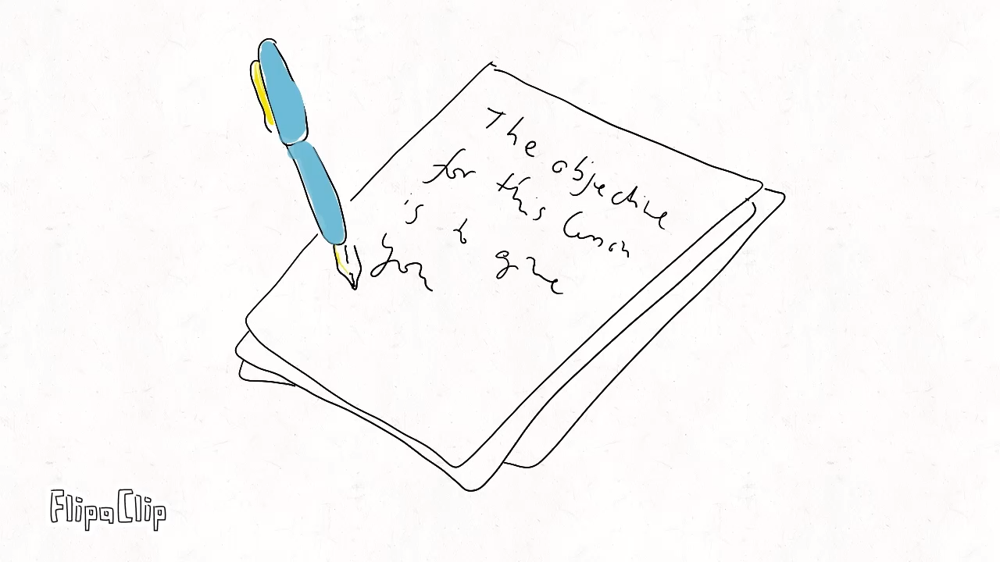 The objective
for this lesson
is to give
you
FlipaClip